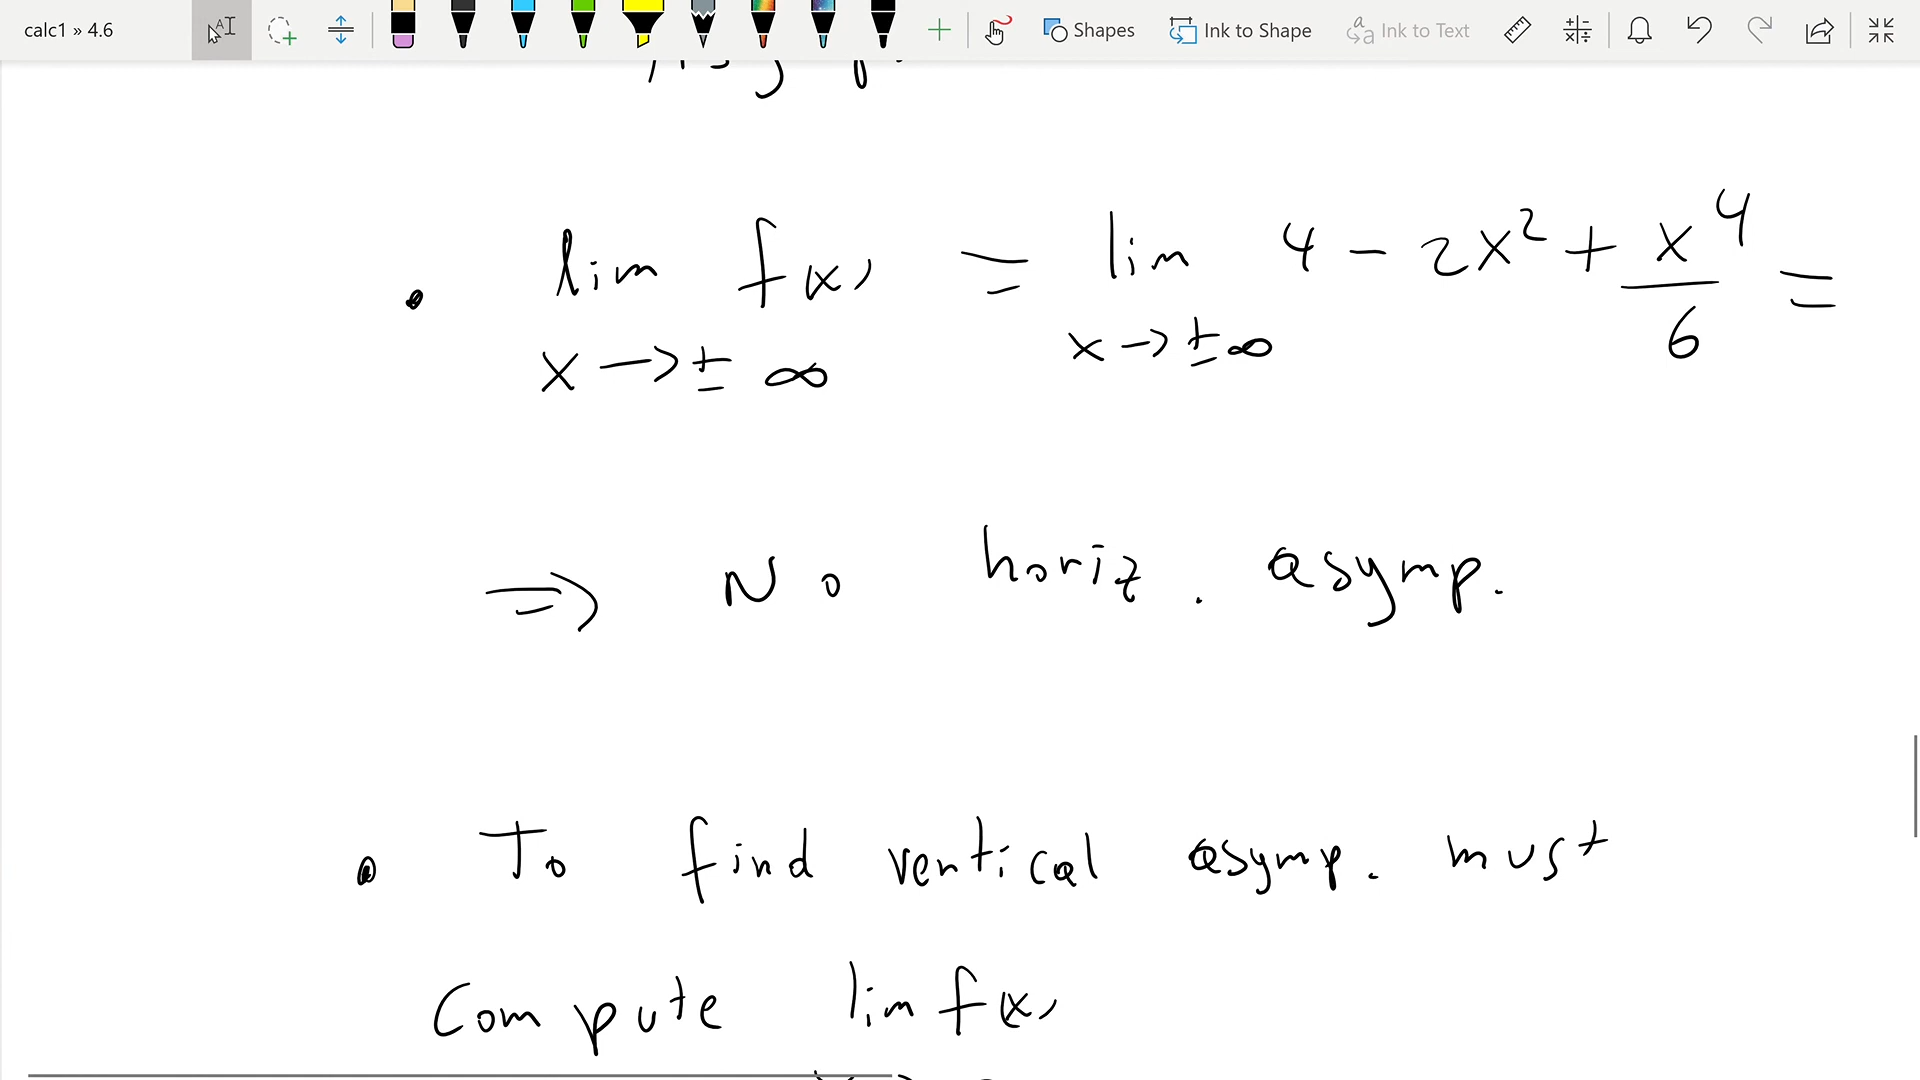 calc1 » 4.6
Shapes
Ink to Shape
Ink to Text
• lim f(x) = lim 4 - 2x² + x⁴/6 =
x → ± ∞ x → ± ∞
⇒ No horiz. asymp.
• To find vertical asymp. must
Compute lim f(x)